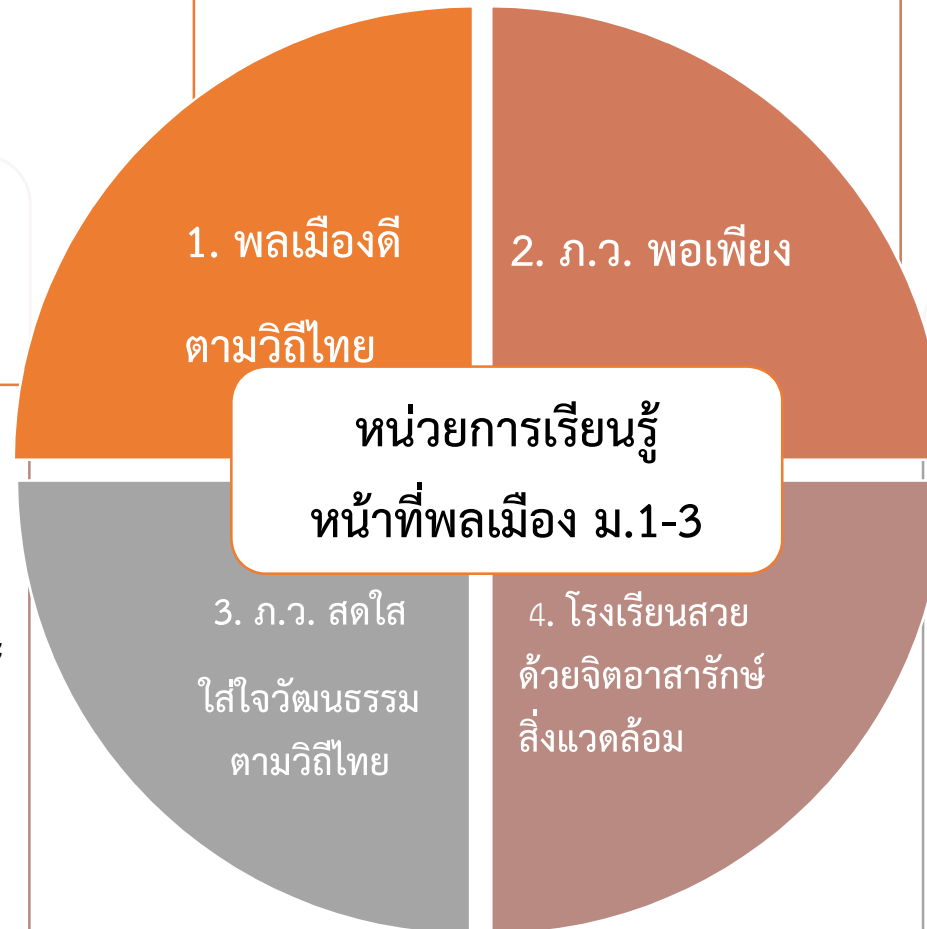 1. พลเมืองดี
ตามวิถีไทย
2. ภ.ว. พอเพียง
หน่วยการเรียนรู้
หน้าที่พลเมือง ม.1-3
3. ภ.ว. สดใส
ใส่ใจวัฒนธรรม
ตามวิถีไทย
4. โรงเรียนสวย
ด้วยจิตอาสารักษ์
สิ่งแวดล้อม